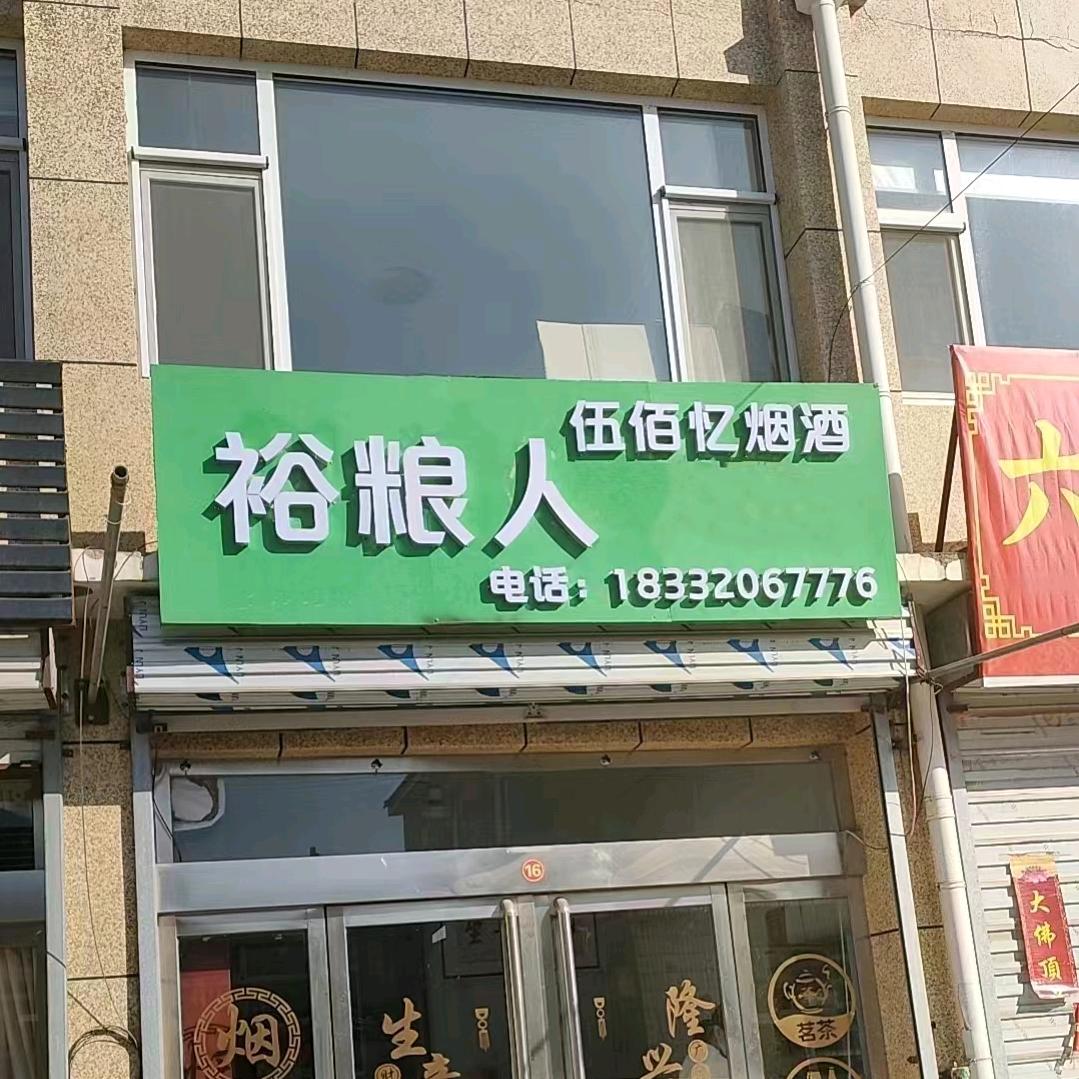 伍佰忆烟酒
裕粮人
电话：18332067776
六
16
大佛頂
烟
生
隆
兴
财
茗茶